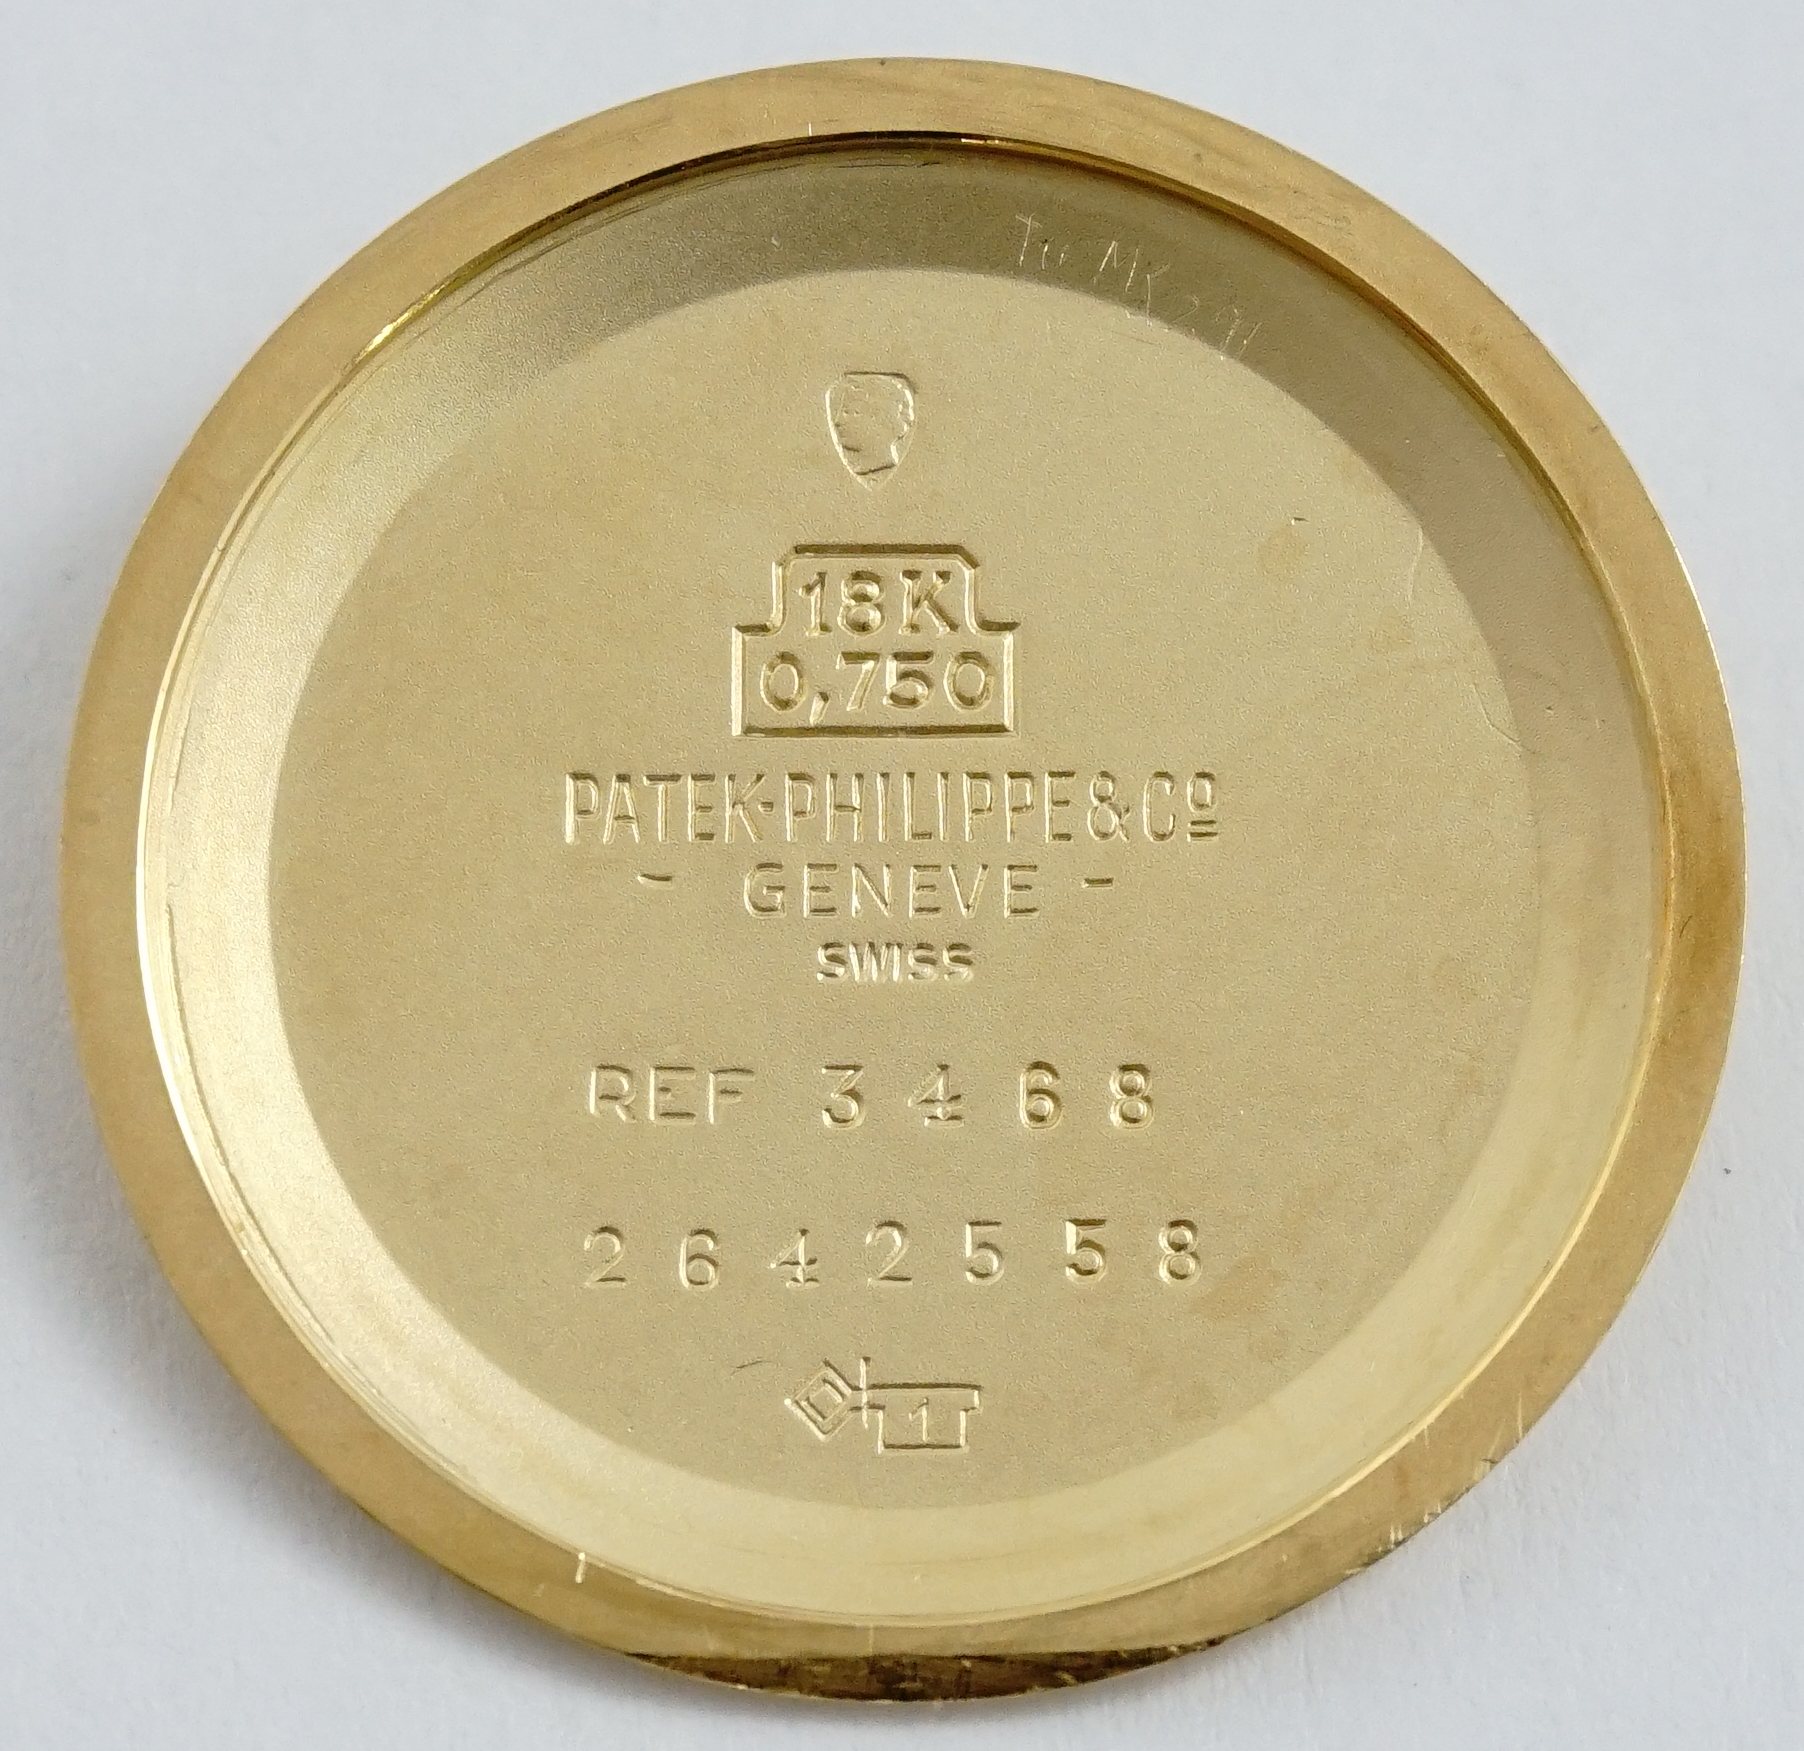 18K
0,750
PATEK·PHILIPPE & Cº
- GENEVE -
SWISS
REF 3468
2642558
1